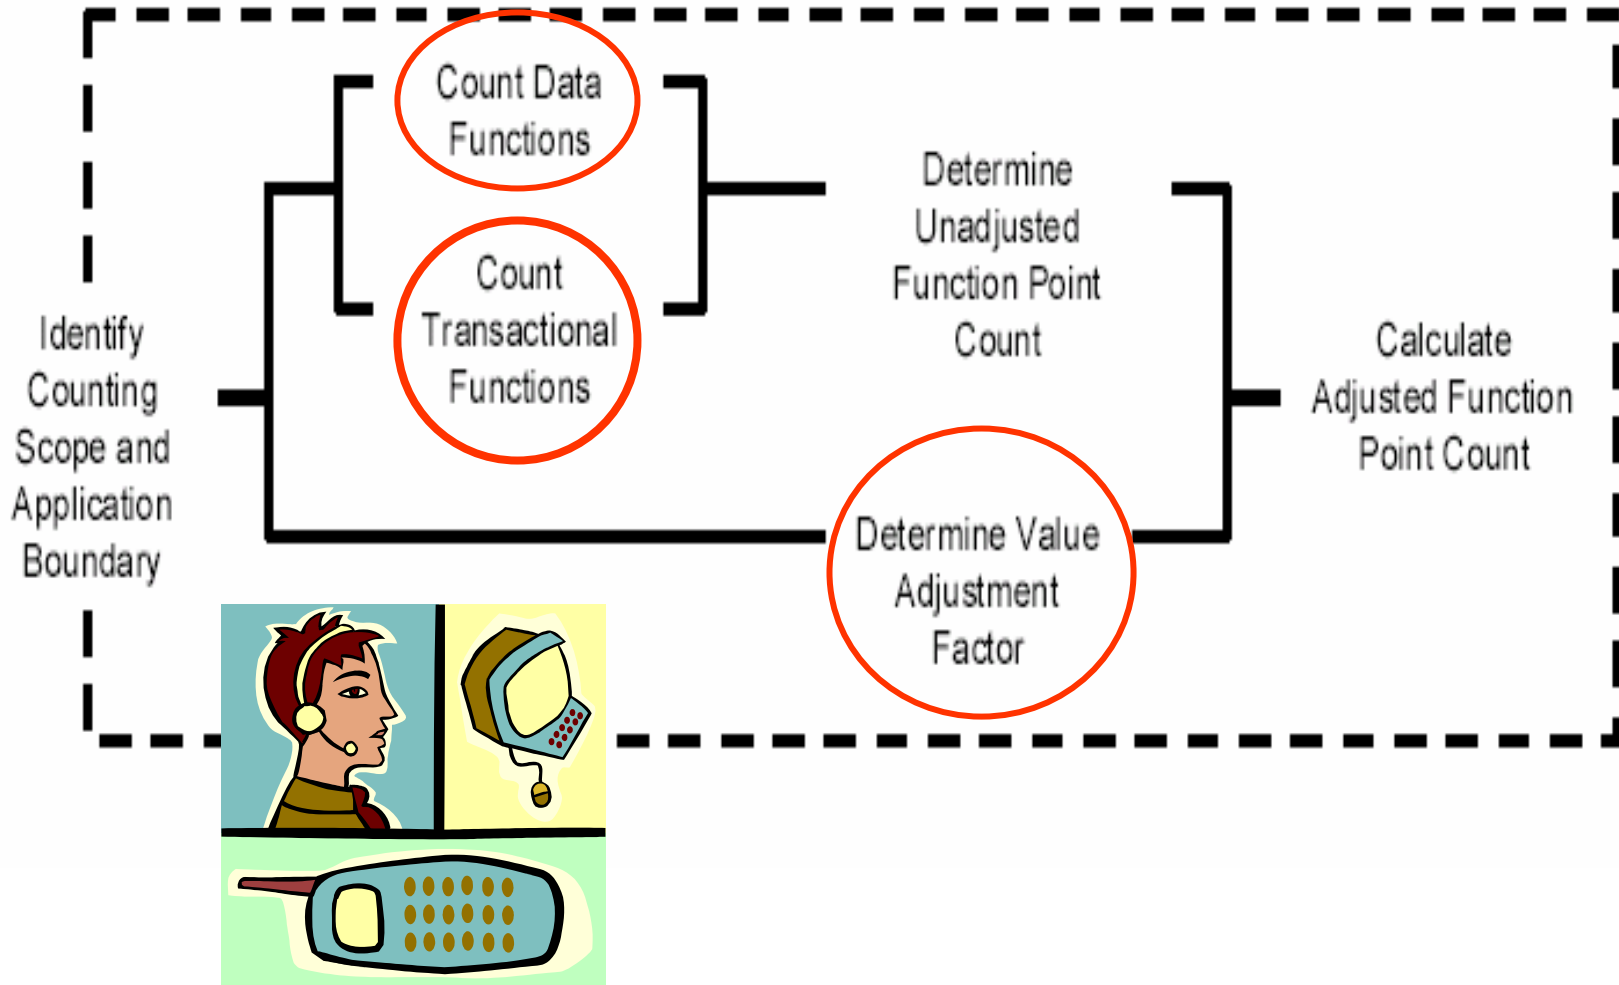 Identify
Counting
Scope and
Application
Boundary
Count Data
Functions
Count
Transactional
Functions
Determine
Unadjusted
Function Point
Count
Determine Value
Adjustment
Factor
Calculate
Adjusted Function
Point Count